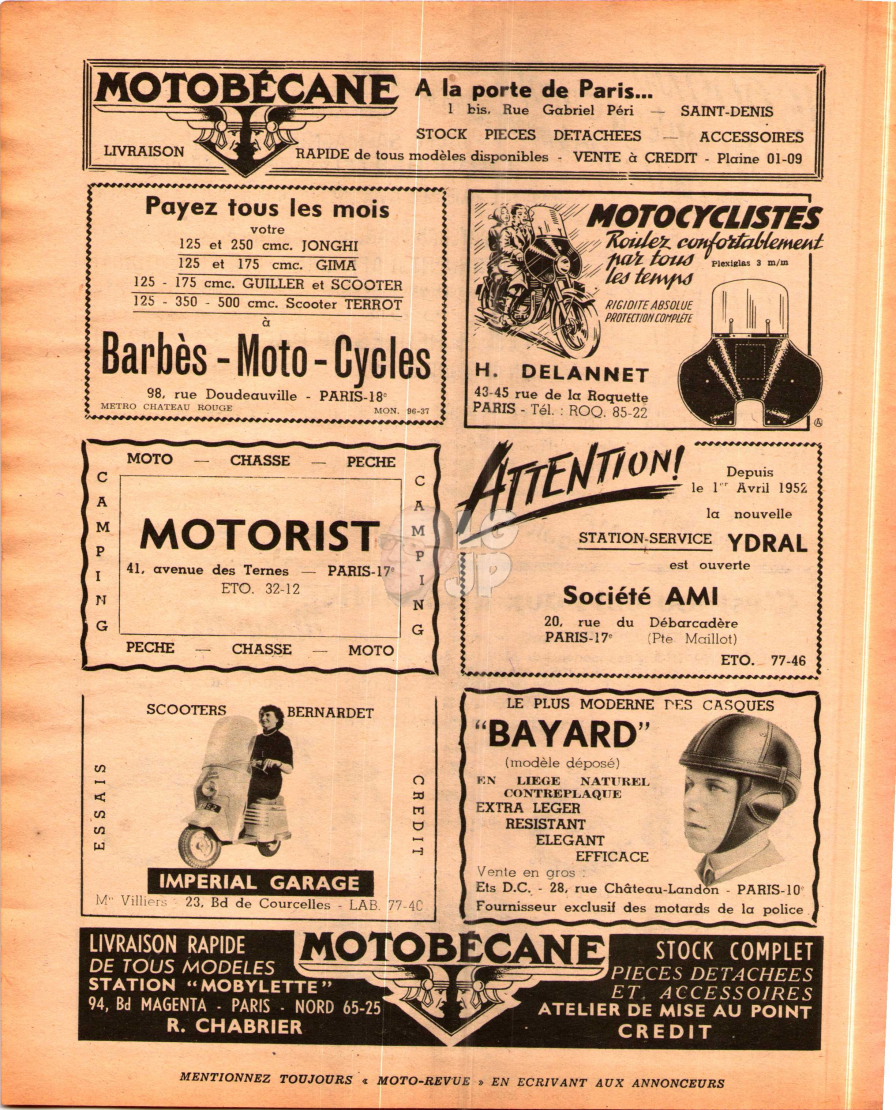 MOTOBÉCANE
A la porte de Paris...
1 bis, Rue Gabriel Péri — SAINT-DENIS
STOCK PIECES DETACHEES — ACCESSOIRES
LIVRAISON RAPIDE de tous modèles disponibles - VENTE à CREDIT - Plaine 01-09
Payez tous les mois
votre
125 et 250 cmc. JONGHI
125 et 175 cmc. GIMA
125 - 175 cmc. GUILLER et SCOOTER
125 - 350 - 500 cmc. Scooter TERROT
à
Barbès - Moto - Cycles
98, rue Doudeauville - PARIS-18e
METRO CHATEAU ROUGE MON. 96-37
MOTOCYCLISTES
Roulez confortablement
par tous
Plexiglas 3 m/m
les temps
RIGIDITE ABSOLUE
PROTECTION COMPLETE
H. DELANNET
43-45 rue de la Roquette
PARIS - Tél. : ROQ. 85-22
MOTO — CHASSE — PECHE
CAMPING
MOTORIST
41, avenue des Ternes — PARIS-17e
ETO. 32-12
CAMPING
PECHE — CHASSE — MOTO
ATTENTION!
Depuis
le 1er Avril 1952
la nouvelle
STATION-SERVICE YDRAL
est ouverte
Société AMI
20, rue du Débarcadère
PARIS-17e (Pte Maillot)
ETO. 77-46
GJP
SCOOTERS BERNARDET
ESSAIS
CREDIT
IMPERIAL GARAGE
Mo Villiers : 23, Bd de Courcelles - LAB. 77-40
LE PLUS MODERNE DES CASQUES
"BAYARD"
(modèle déposé)
EN LIEGE NATUREL
CONTREPLAQUE
EXTRA LEGER
RESISTANT
ELEGANT
EFFICACE
Vente en gros :
Ets D.C. - 28, rue Château-Landon - PARIS-10e
Fournisseur exclusif des motards de la police
LIVRAISON RAPIDE
DE TOUS MODELES
STATION "MOBYLETTE"
94, Bd MAGENTA - PARIS - NORD 65-25
R. CHABRIER
MOTOBÉCANE
STOCK COMPLET
PIECES DETACHEES
ET ACCESSOIRES
ATELIER DE MISE AU POINT
CREDIT
MENTIONNEZ TOUJOURS « MOTO-REVUE » EN ECRIVANT AUX ANNONCEURS